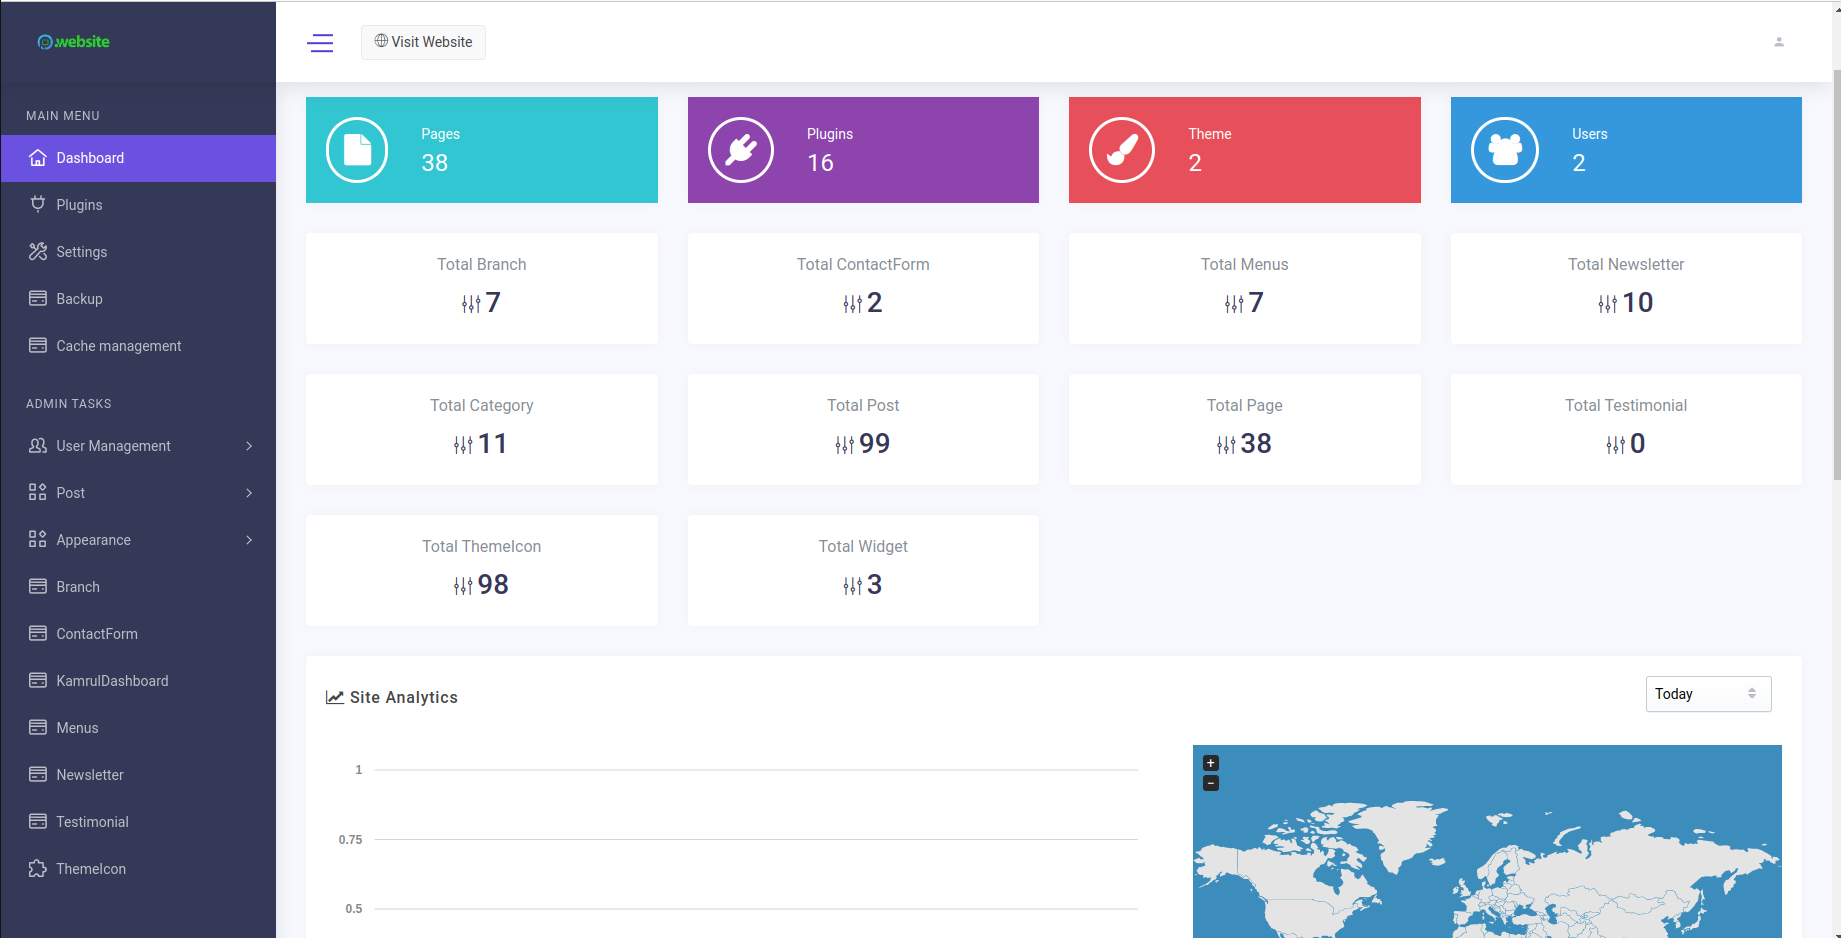 .website
Visit Website
MAIN MENU
Dashboard
Plugins
Settings
Backup
Cache management
ADMIN TASKS
User Management
Post
Appearance
Branch
ContactForm
KamrulDashboard
Menus
Newsletter
Testimonial
ThemeIcon
Pages
38
Plugins
16
Theme
2
Users
2
Total Branch
7
Total ContactForm
2
Total Menus
7
Total Newsletter
10
Total Category
11
Total Post
99
Total Page
38
Total Testimonial
0
Total ThemeIcon
98
Total Widget
3
Site Analytics
Today
1
0.75
0.5
+
−